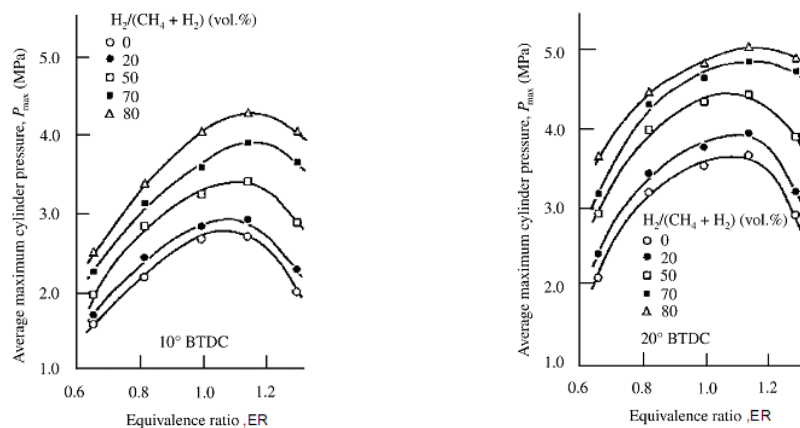 H₂/(CH₄ + H₂) (vol.%)
0
20
50
70
80
Average maximum cylinder pressure, Pmax (MPa)
5.0
4.0
3.0
2.0
1.0
10° BTDC
0.6 0.8 1.0 1.2
Equivalence ratio ,ER
Average maximum cylinder pressure, Pmax (MPa)
5.0
4.0
3.0
2.0
1.0
H₂/(CH₄ + H₂) (vol.%)
0
20
50
70
80
20° BTDC
0.6 0.8 1.0 1.2
Equivalence ratio ,ER